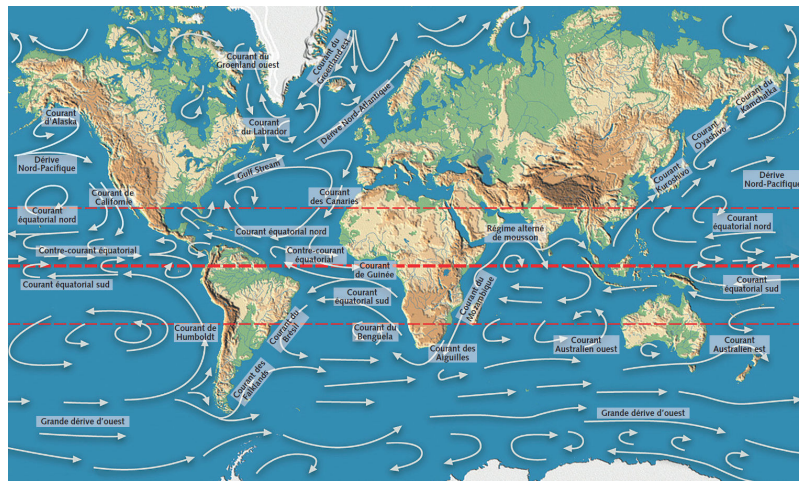 Courant du
Groenland ouest
Courant du
Groenland est
Courant
d'Alaska
Courant
du Labrador
Dérive Nord-Atlantique
Courant du
Kamchatka
Courant
Oyashivo
Dérive
Nord-Pacifique
Gulf Stream
Courant
Kuroshivo
Dérive
Nord-Pacifique
Courant de
Californie
Courant
des Canaries
Courant
équatorial nord
Courant équatorial nord
Régime alterné
de mousson
Courant
équatorial nord
Contre-courant équatorial
Contre-courant
équatorial
Courant
de Guinée
Courant équatorial sud
Courant
équatorial sud
Courant du
Mozambique
Courant
équatorial sud
Courant de
Humboldt
Courant du
Brésil
Courant du
Benguela
Courant des
Aiguilles
Courant
Australien ouest
Courant
Australien est
Courant des
Falklands
Grande dérive d'ouest
Grande dérive d'ouest